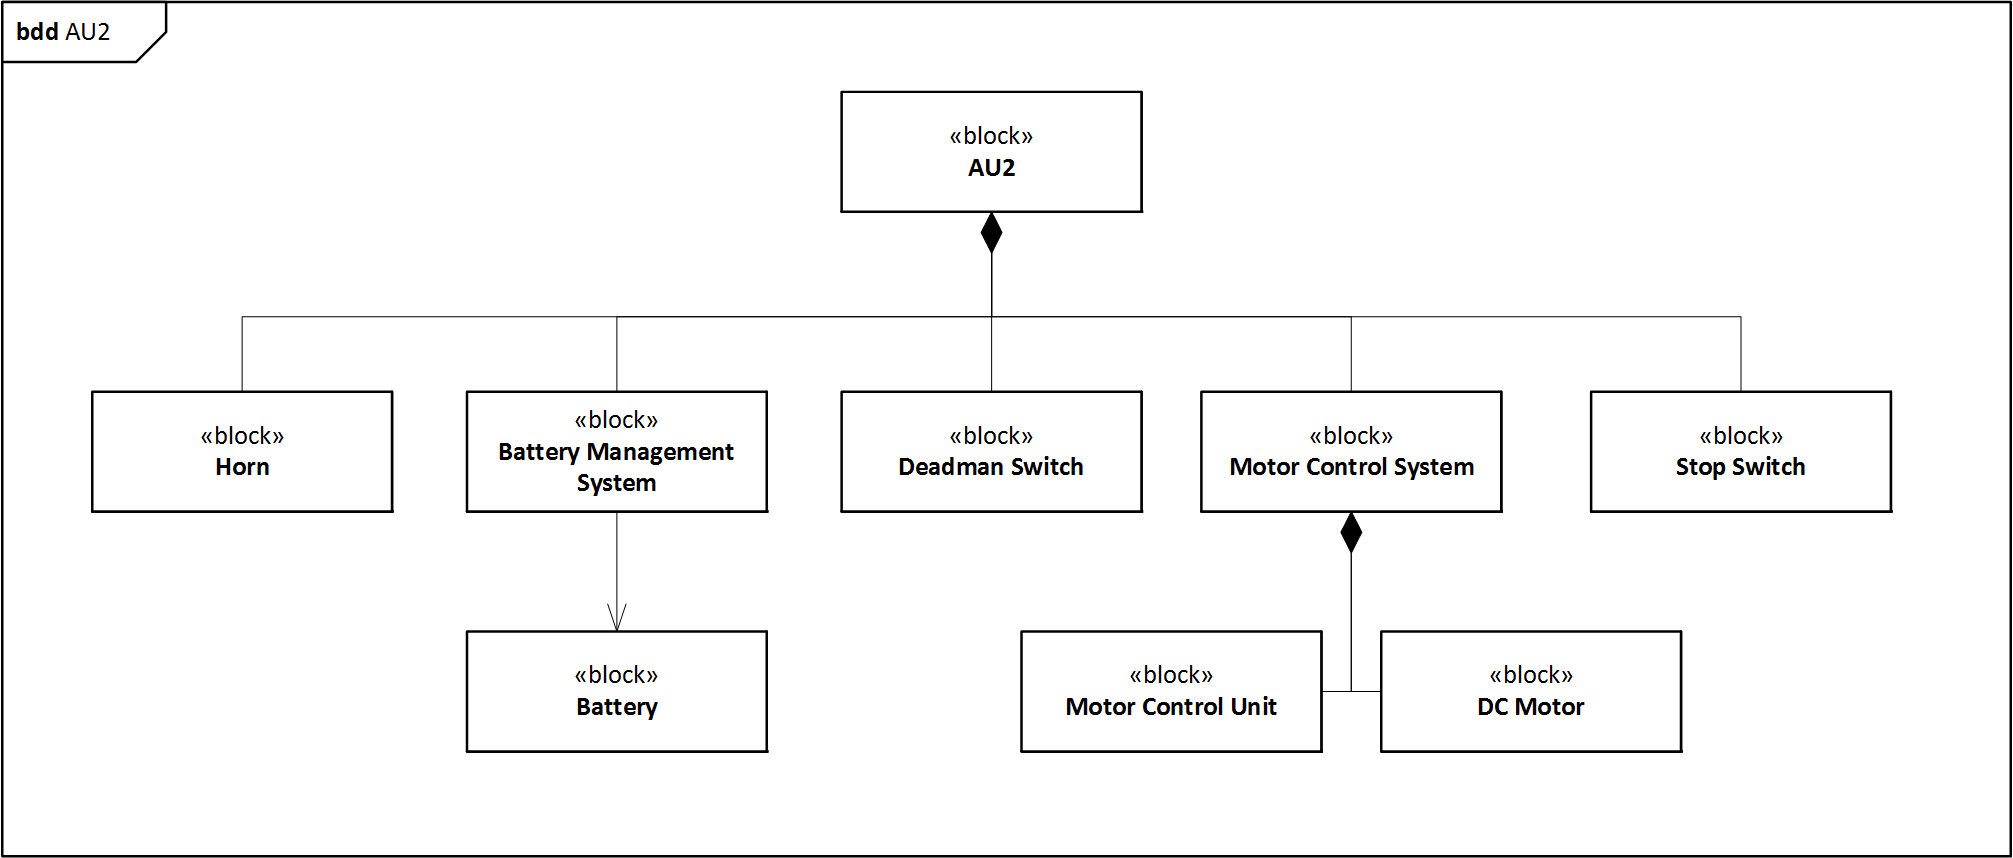 bdd AU2
«block»
AU2
«block»
Horn
«block»
Battery Management
System
«block»
Deadman Switch
«block»
Motor Control System
«block»
Stop Switch
«block»
Battery
«block»
Motor Control Unit
«block»
DC Motor